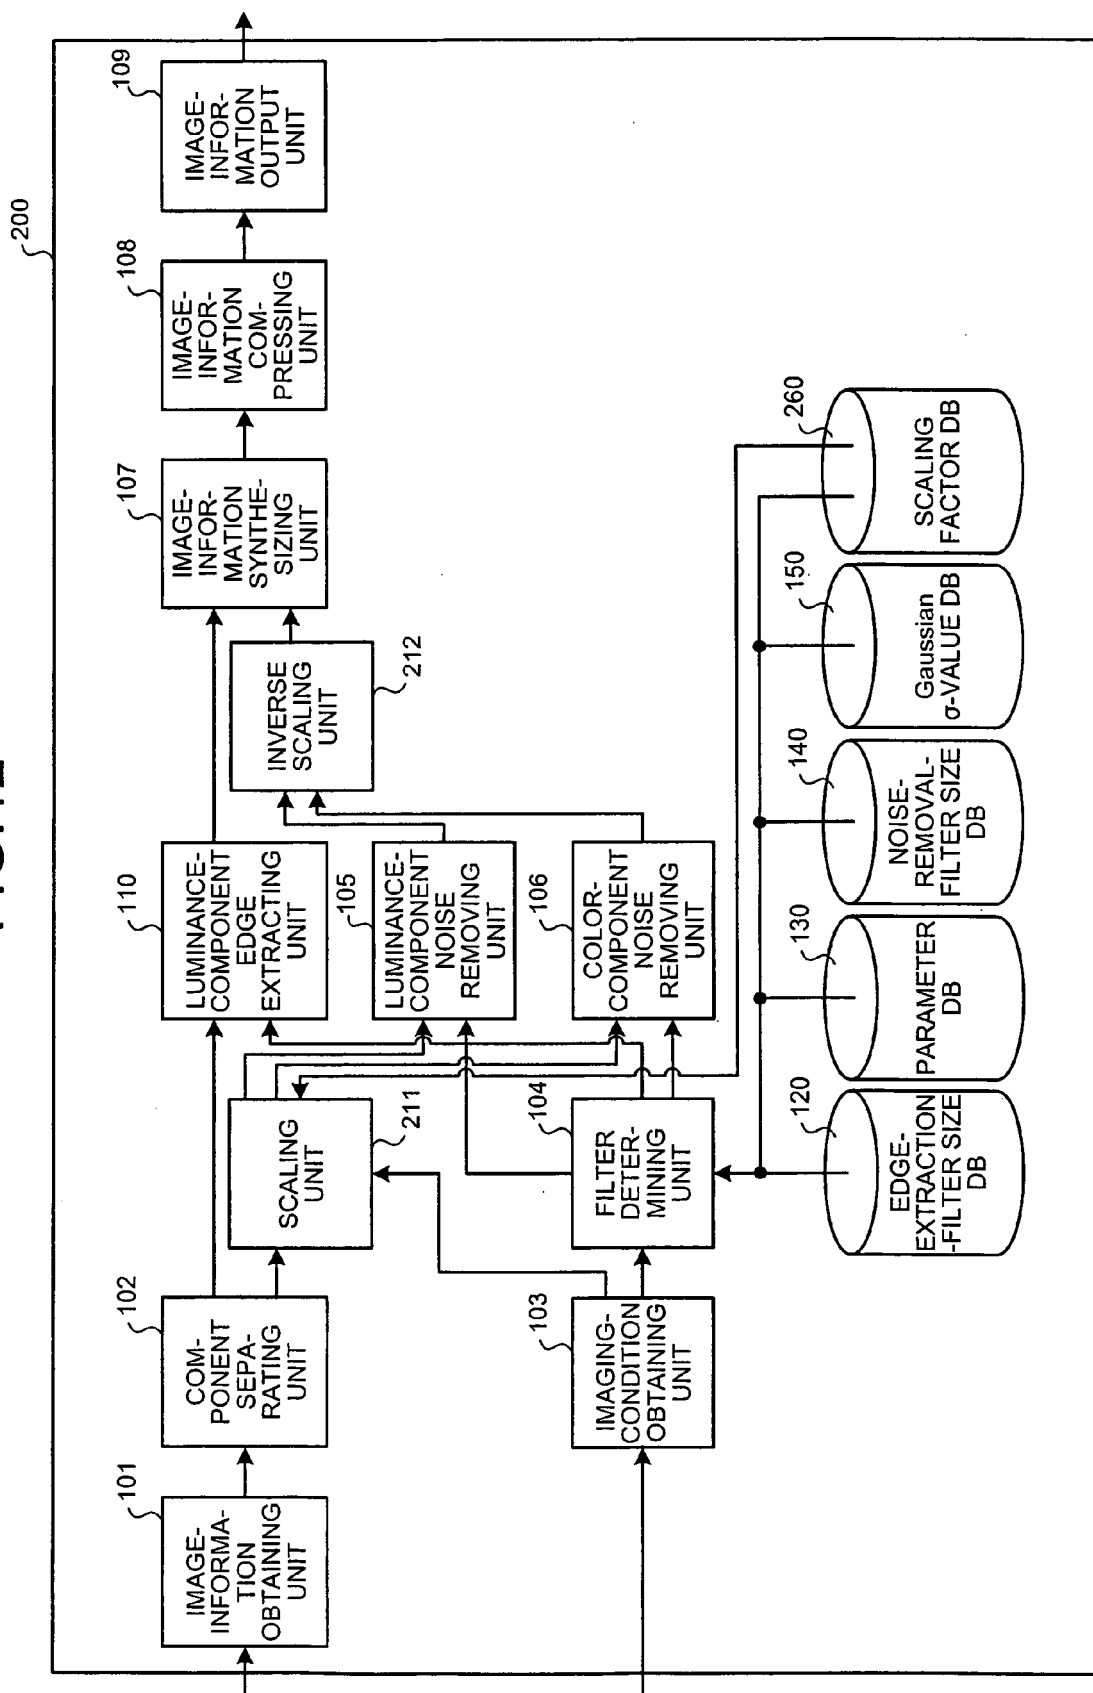 200
101
IMAGE-
INFORMA-
TION
OBTAINING
UNIT
102
COM-
PONENT
SEPA-
RATING
UNIT
211
SCALING
UNIT
110
LUMINANCE-
COMPONENT
EDGE
EXTRACTING
UNIT
212
INVERSE
SCALING
UNIT
107
IMAGE-
INFOR-
MATION
SYNTHE-
SIZING
UNIT
108
IMAGE-
INFOR-
MATION
COM-
PRESSING
UNIT
109
IMAGE-
INFOR-
MATION
OUTPUT
UNIT
105
LUMINANCE-
COMPONENT
NOISE
REMOVING
UNIT
103
IMAGING-
CONDITION
OBTAINING
UNIT
104
FILTER
DETER-
MINING
UNIT
106
COLOR-
COMPONENT
NOISE
REMOVING
UNIT
120
EDGE-
EXTRACTION
-FILTER SIZE
DB
130
PARAMETER
DB
140
NOISE-
REMOVAL-
FILTER SIZE
DB
150
Gaussian
σ-VALUE DB
260
SCALING
FACTOR DB